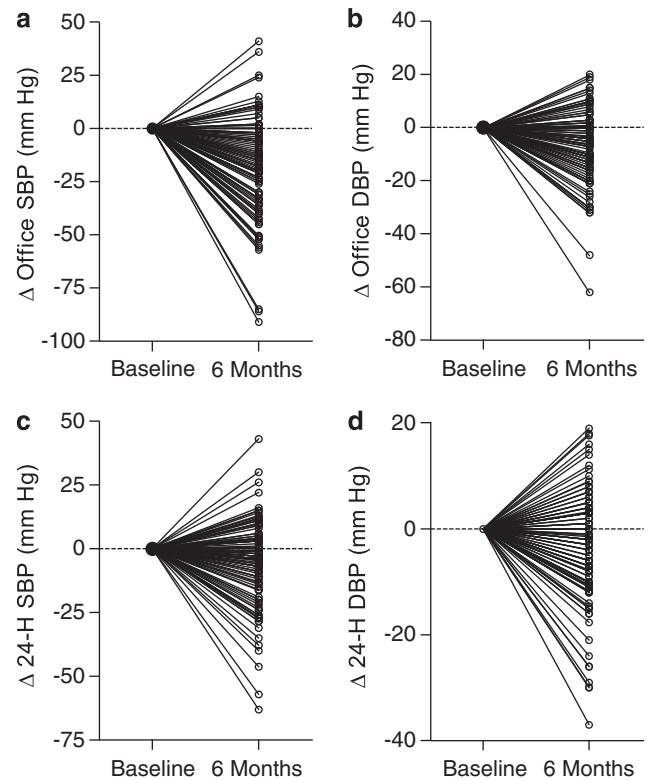 a
Δ Office SBP (mm Hg)
50
25
0
-25
-50
-75
-100
Baseline 6 Months
b
Δ Office DBP (mm Hg)
40
20
0
-20
-40
-60
-80
Baseline 6 Months
c
Δ 24-H SBP (mm Hg)
50
25
0
-25
-50
-75
Baseline 6 Months
d
Δ 24-H DBP (mm Hg)
20
0
-20
-40
Baseline 6 Months